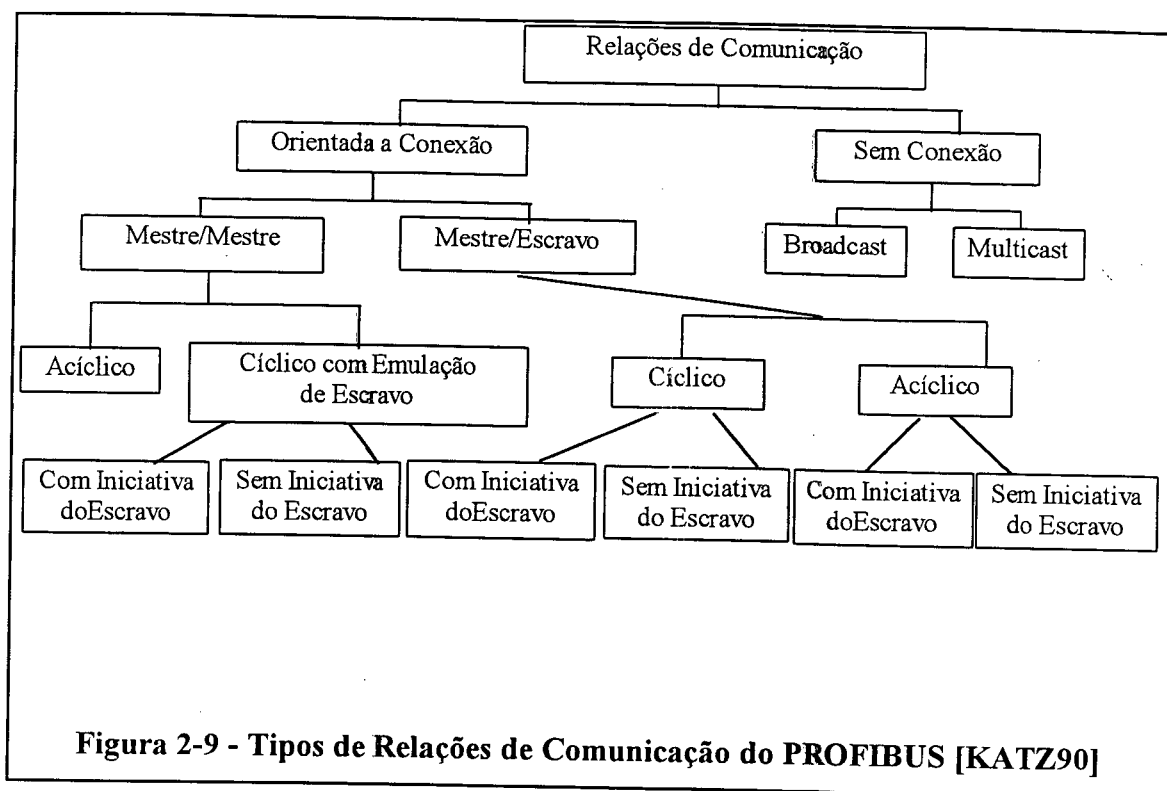 Relações de Comunicação
Orientada a Conexão
Sem Conexão
Mestre/Mestre
Mestre/Escravo
Broadcast
Multicast
Acíclico
Cíclico com Emulação
de Escravo
Cíclico
Acíclico
Com Iniciativa
doEscravo
Sem Iniciativa
do Escravo
Com Iniciativa
doEscravo
Sem Iniciativa
do Escravo
Com Iniciativa
doEscravo
Sem Iniciativa
do Escravo
Figura 2-9 - Tipos de Relações de Comunicação do PROFIBUS [KATZ90]